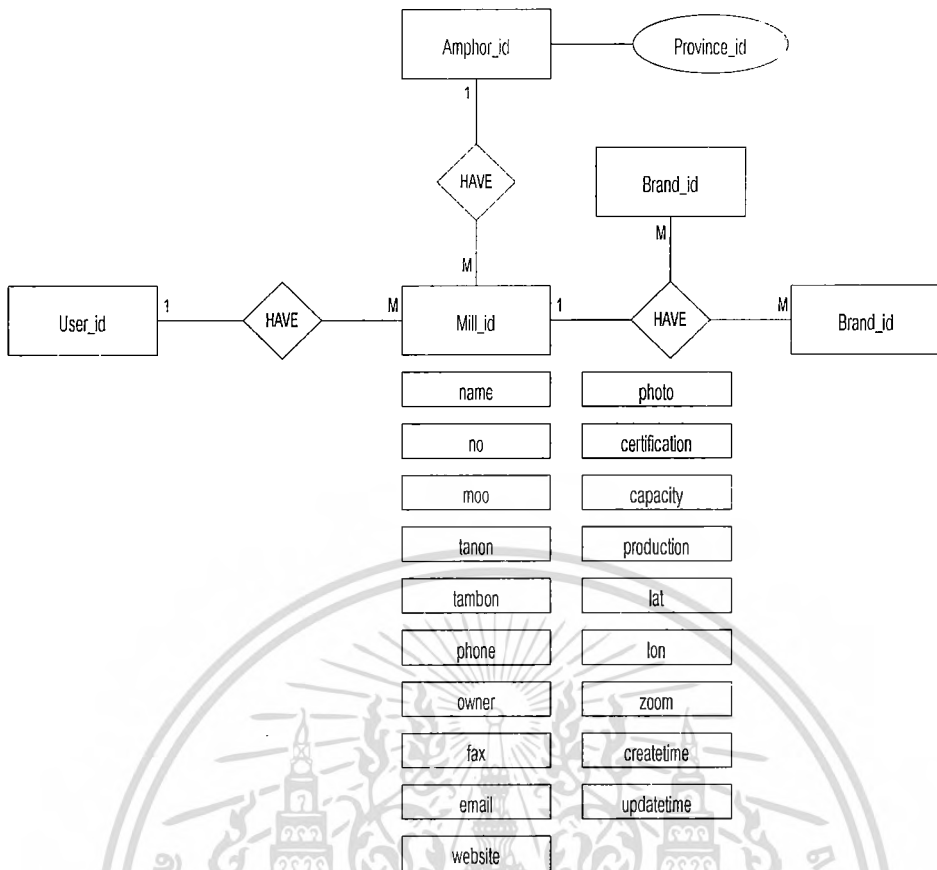 Amphor_id
Province_id
1
HAVE
Brand_id
M
M
User_id
1
HAVE
M
Mill_id
1
HAVE
M
Brand_id
name
photo
no
certification
moo
capacity
tanon
production
tambon
lat
phone
lon
owner
zoom
fax
createtime
email
updatetime
website